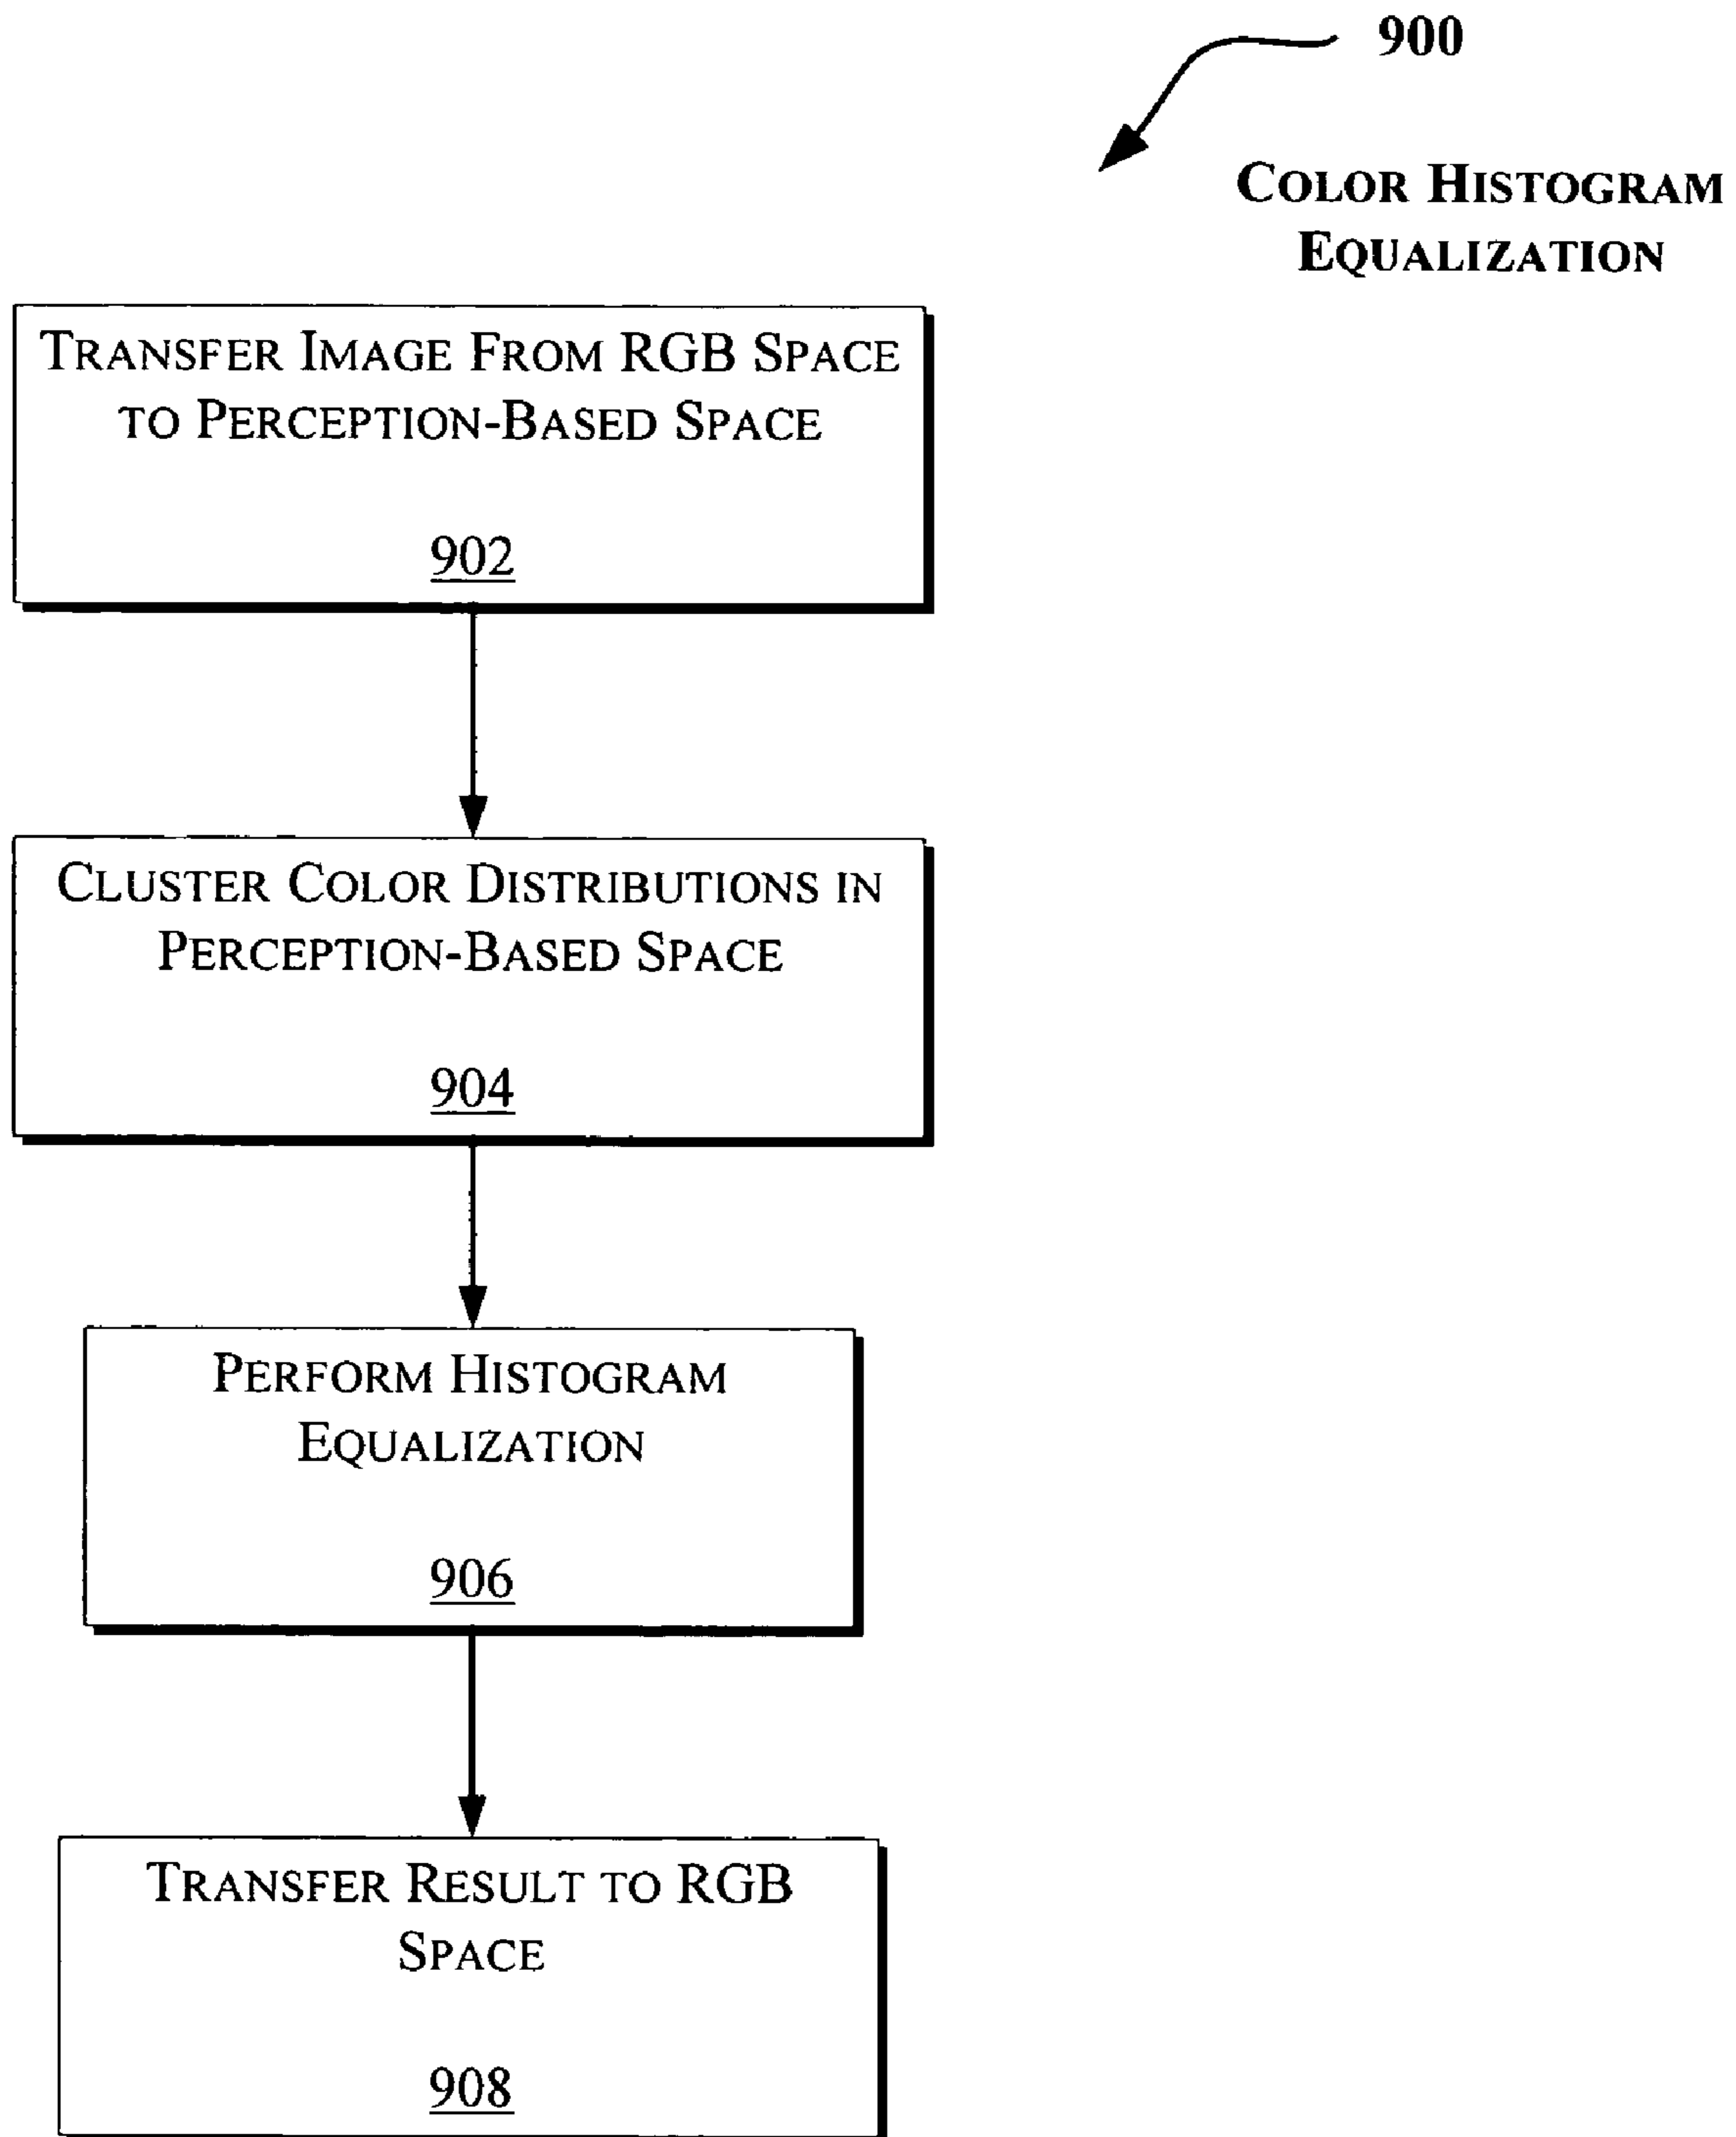 900
COLOR HISTOGRAM
EQUALIZATION
TRANSFER IMAGE FROM RGB SPACE
TO PERCEPTION-BASED SPACE
902
CLUSTER COLOR DISTRIBUTIONS IN
PERCEPTION-BASED SPACE
904
PERFORM HISTOGRAM
EQUALIZATION
906
TRANSFER RESULT TO RGB
SPACE
908